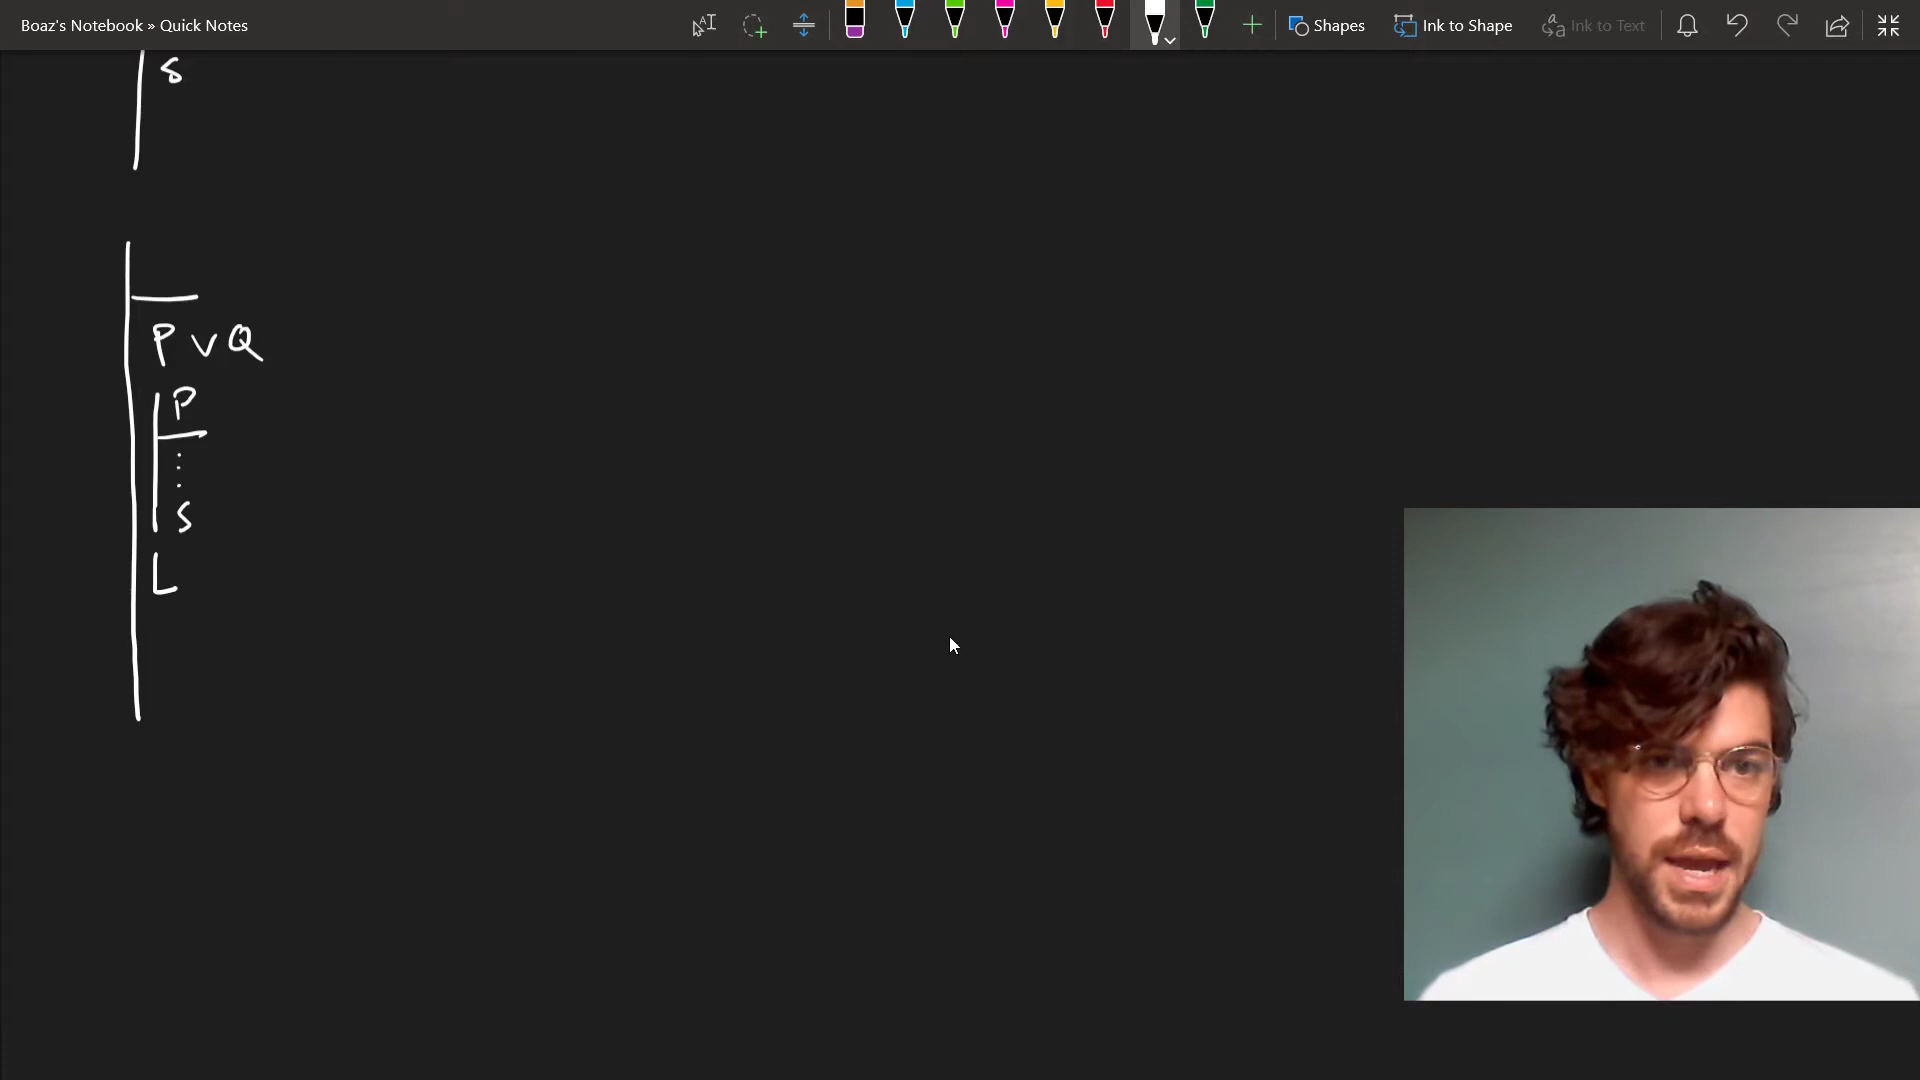 Boaz's Notebook » Quick Notes
Shapes
Ink to Shape
Ink to Text
S
P ∨ Q
P
⋮
S